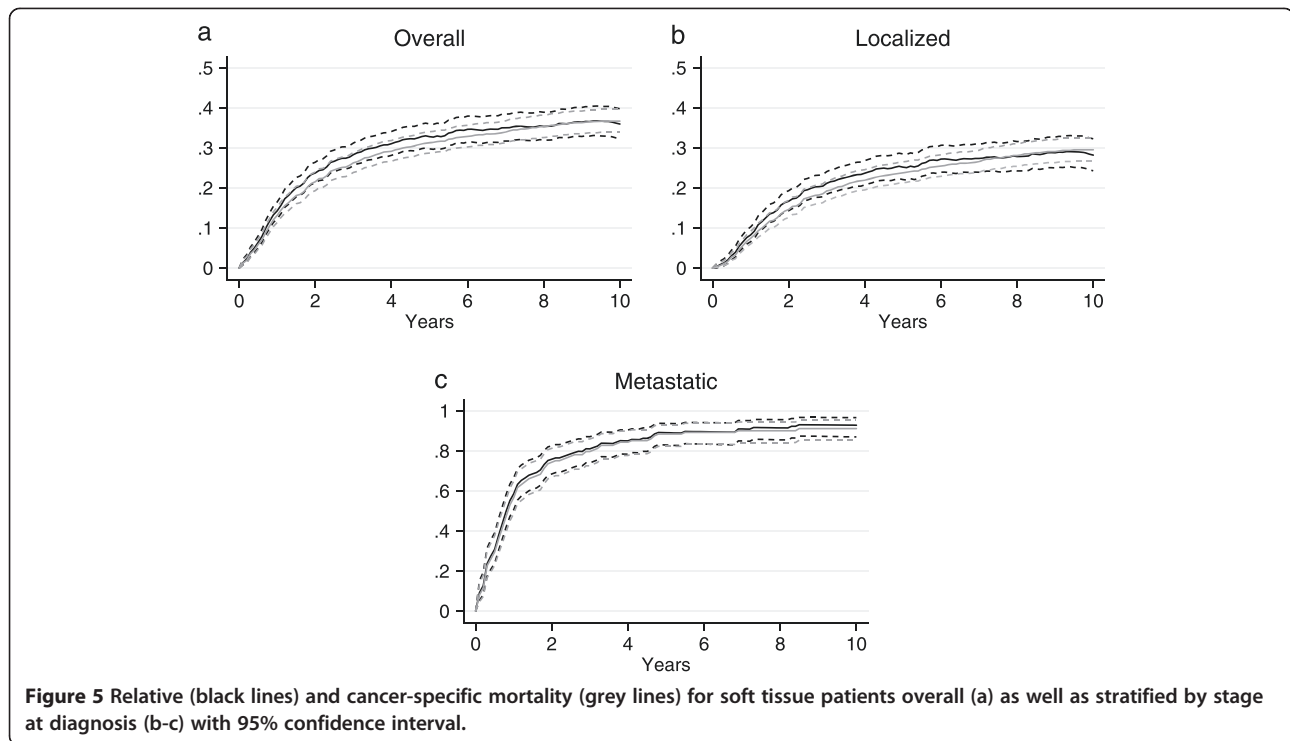 a
Overall
.5
.4
.3
.2
.1
0
0 2 4 6 8 10
Years
b
Localized
.5
.4
.3
.2
.1
0
0 2 4 6 8 10
Years
c
Metastatic
1
.8
.6
.4
.2
0
0 2 4 6 8 10
Years
Figure 5 Relative (black lines) and cancer-specific mortality (grey lines) for soft tissue patients overall (a) as well as stratified by stage
at diagnosis (b-c) with 95% confidence interval.